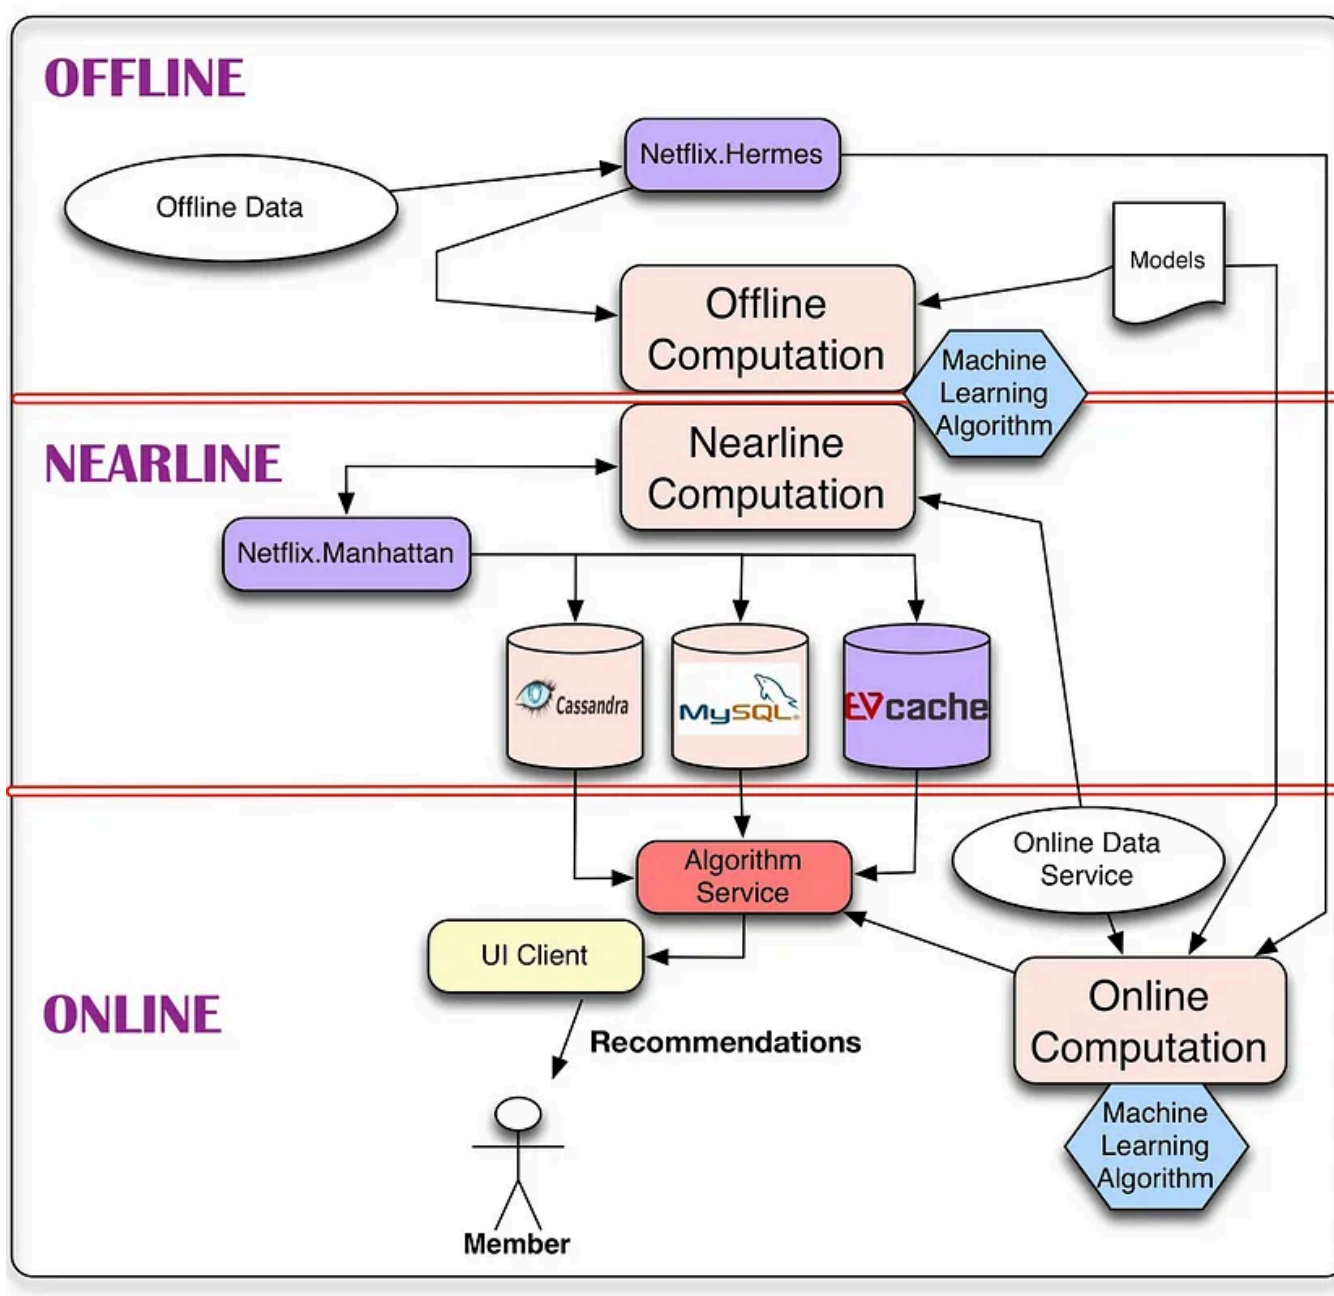 OFFLINE
Netflix.Hermes
Offline Data
Models
Offline
Computation
Machine
Learning
Algorithm
NEARLINE
Nearline
Computation
Netflix.Manhattan
Cassandra
MySQL.
EVcache
Online Data
Service
Algorithm
Service
UI Client
ONLINE
Recommendations
Online
Computation
Machine
Learning
Algorithm
Member